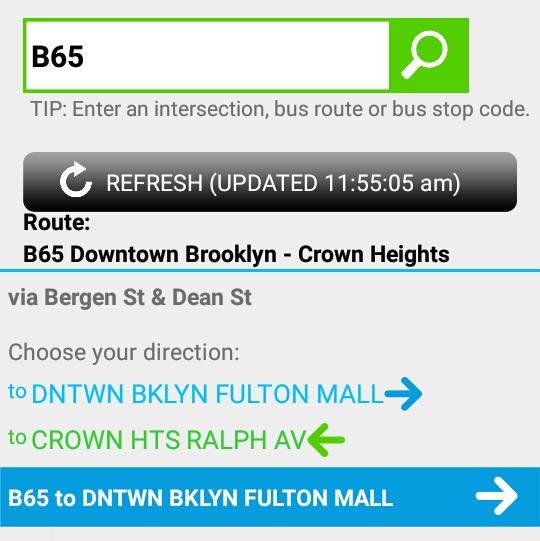 B65
TIP: Enter an intersection, bus route or bus stop code.
REFRESH (UPDATED 11:55:05 am)
Route:
B65 Downtown Brooklyn - Crown Heights
via Bergen St & Dean St
Choose your direction:
to DNTWN BKLYN FULTON MALL
to CROWN HTS RALPH AV
B65 to DNTWN BKLYN FULTON MALL